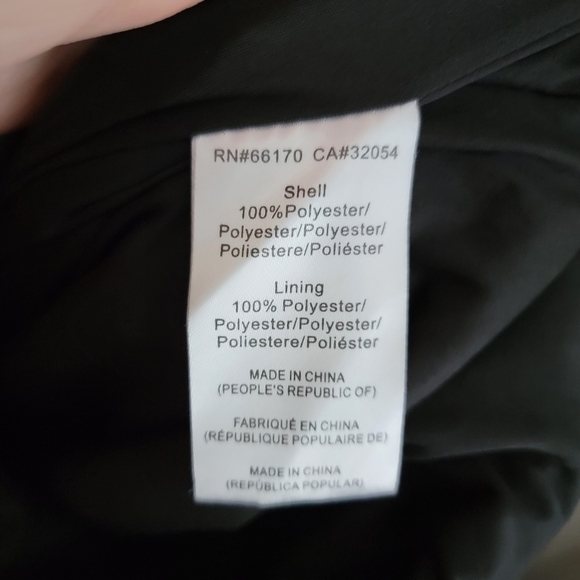 RN#66170 CA#32054
Shell
100%Polyester/
Polyester/Polyester/
Poliestere/Poliéster
Lining
100% Polyester/
Polyester/Polyester/
Poliestere/Poliéster
MADE IN CHINA
(PEOPLE'S REPUBLIC OF)
FABRIQUÉ EN CHINA
(RÉPUBLIQUE POPULAIRE DE)
MADE IN CHINA
(REPÚBLICA POPULAR)